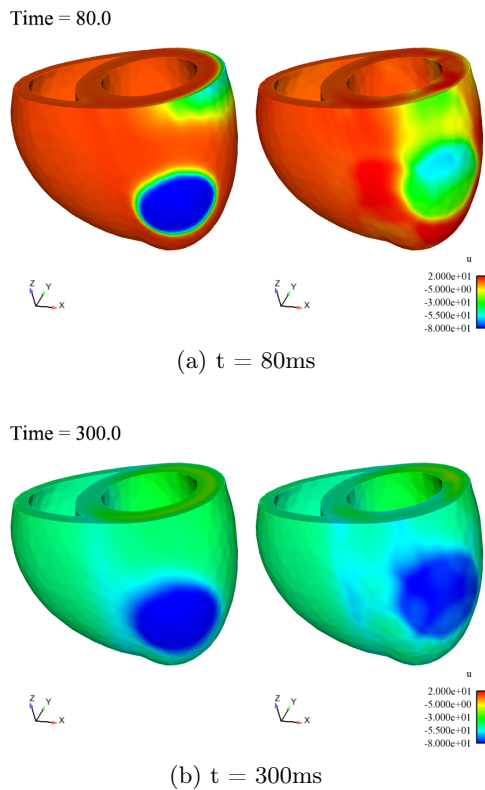 Time = 80.0
Z Y X
Z Y X
u
2.000e+01
-5.000e+00
-3.000e+01
-5.500e+01
-8.000e+01
(a) t = 80ms
Time = 300.0
Z Y X
Z Y X
u
2.000e+01
-5.000e+00
-3.000e+01
-5.500e+01
-8.000e+01
(b) t = 300ms